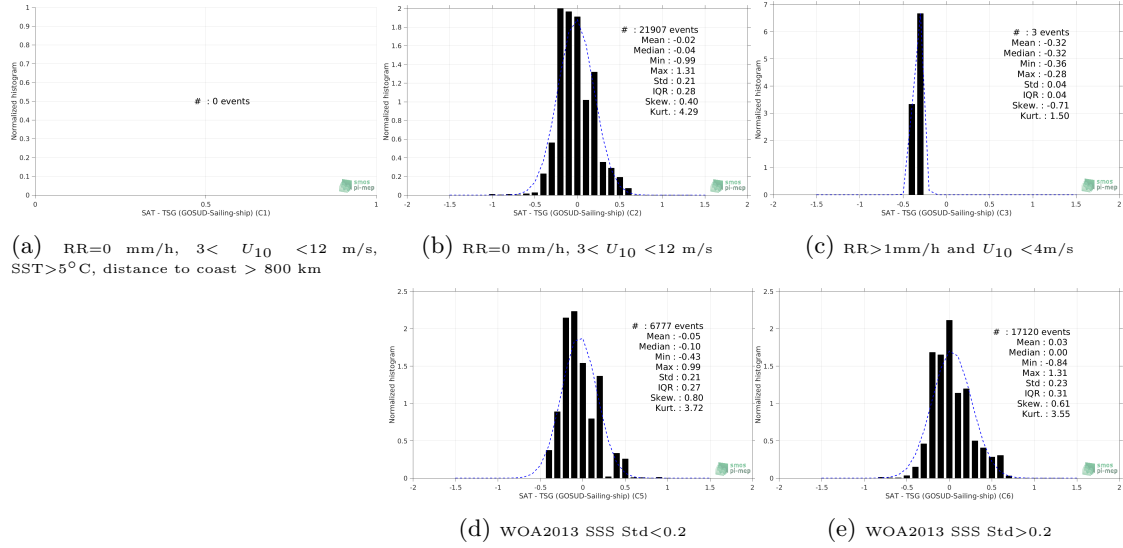 1
0.9
0.8
0.7
0.6
0.5
0.4
0.3
0.2
0.1
0
Normalized histogram
# : 0 events
0 0.5 1
SAT - TSG (GOSUD-Sailing-ship) (C1)
smos
pi-mep
(a) RR=0 mm/h, 3< U10 <12 m/s,
SST>5°C, distance to coast > 800 km
2
1.8
1.6
1.4
1.2
1
0.8
0.6
0.4
0.2
0
Normalized histogram
# : 21907 events
Mean : -0.02
Median : -0.04
Min : -0.99
Max : 1.31
Std : 0.21
IQR : 0.28
Skew. : 0.40
Kurt. : 4.29
-2 -1.5 -1 -0.5 0 0.5 1 1.5 2
SAT - TSG (GOSUD-Sailing-ship) (C2)
smos
pi-mep
(b) RR=0 mm/h, 3< U10 <12 m/s
7
6
5
4
3
2
1
0
Normalized histogram
# : 3 events
Mean : -0.32
Median : -0.32
Min : -0.36
Max : -0.28
Std : 0.04
IQR : 0.04
Skew. : -0.71
Kurt. : 1.50
-2 -1.5 -1 -0.5 0 0.5 1 1.5 2
SAT - TSG (GOSUD-Sailing-ship) (C3)
smos
pi-mep
(c) RR>1mm/h and U10 <4m/s
2.5
2
1.5
1
0.5
0
Normalized histogram
# : 6777 events
Mean : -0.05
Median : -0.10
Min : -0.43
Max : 0.99
Std : 0.21
IQR : 0.27
Skew. : 0.80
Kurt. : 3.72
-2 -1.5 -1 -0.5 0 0.5 1 1.5 2
SAT - TSG (GOSUD-Sailing-ship) (C5)
smos
pi-mep
(d) WOA2013 SSS Std<0.2
2.5
2
1.5
1
0.5
0
Normalized histogram
# : 17120 events
Mean : 0.03
Median : 0.00
Min : -0.84
Max : 1.31
Std : 0.23
IQR : 0.31
Skew. : 0.61
Kurt. : 3.55
-2 -1.5 -1 -0.5 0 0.5 1 1.5 2
SAT - TSG (GOSUD-Sailing-ship) (C6)
smos
pi-mep
(e) WOA2013 SSS Std>0.2